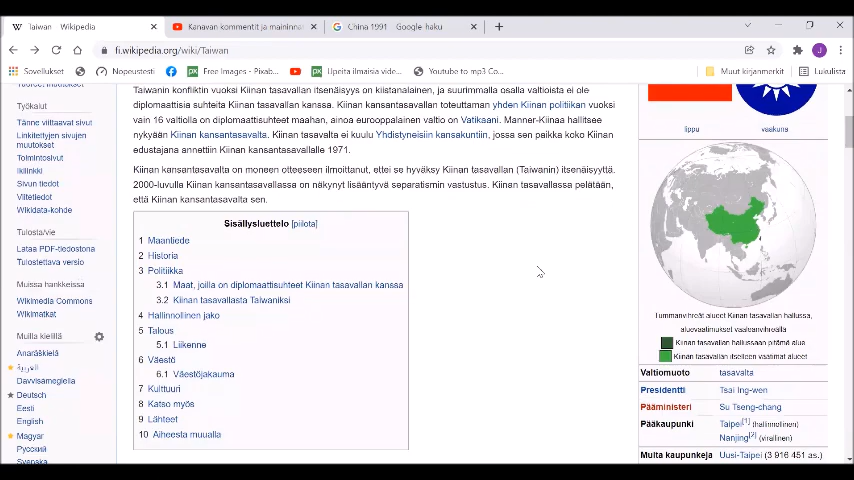 Taiwan – Wikipedia
Kanavan kommentit ja maininnat
China 1991 - Google-haku
fi.wikipedia.org/wiki/Taiwan
Sovellukset
Nopeustesti
Free Images - Pixab...
Upeita ilmaisia vide...
Youtube to mp3 Co...
Muut kirjanmerkit
Lukulista
J
Työkalut
Tänne viittaavat sivut
Linkitettyjen sivujen
muutokset
Toimintosivut
Ikilinkki
Sivun tiedot
Viitetiedot
Wikidata-kohde
Tulosta/vie
Lataa PDF-tiedostona
Tulostettava versio
Muissa hankkeissa
Wikimedia Commons
Wikimatkat
Muilla kielillä
Anarâškielâ
العربية
Davvisámegiella
Deutsch
Eesti
English
Magyar
Русский
Svenska
Taiwanin konfliktin vuoksi Kiinan tasavallan itsenäisyys on kiistanalainen, ja suurimmalla osalla valtioista ei ole
diplomaattisia suhteita Kiinan tasavallan kanssa. Kiinan kansantasavallan toteuttaman yhden Kiinan politiikan vuoksi
vain 16 valtiolla on diplomaattisuhteet maahan, ainoa eurooppalainen valtio on Vatikaani. Manner-Kiinaa hallitsee
nykyään Kiinan kansantasavalta. Kiinan tasavalta ei kuulu Yhdistyneisiin kansakuntiin, jossa sen paikka koko Kiinan
edustajana annettiin Kiinan kansantasavallalle 1971.
Kiinan kansantasavalta on moneen otteeseen ilmoittanut, ettei se hyväksy Kiinan tasavallan (Taiwanin) itsenäisyyttä.
2000-luvulle Kiinan kansantasavallassa on näkynyt lisääntyvä separatismin vastustus. Kiinan tasavallassa pelätään,
että Kiinan kansantasavalta sen.
Sisällysluettelo [piilota]
1 Maantiede
2 Historia
3 Politiikka
3.1 Maat, joilla on diplomaattisuhteet Kiinan tasavallan kanssa
3.2 Kiinan tasavallasta Taiwaniksi
4 Hallinnollinen jako
5 Talous
5.1 Liikenne
6 Väestö
6.1 Väestöjakauma
7 Kulttuuri
8 Katso myös
9 Lähteet
10 Aiheesta muualla
lippu
vaakuna
Tummanvihreät alueet Kiinan tasavallan hallussa,
aluevaatimukset vaaleanvihreällä
Kiinan tasavallan hallussaan pitämä alue
Kiinan tasavallan itselleen vaatimat alueet
Valtiomuoto tasavalta
Presidentti Tsai Ing-wen
Pääministeri Su Tseng-chang
Pääkaupunki Taipei[1] (hallinnollinen)
Nanjing[2] (virallinen)
Muita kaupunkeja Uusi-Taipei (3 916 451 as.)